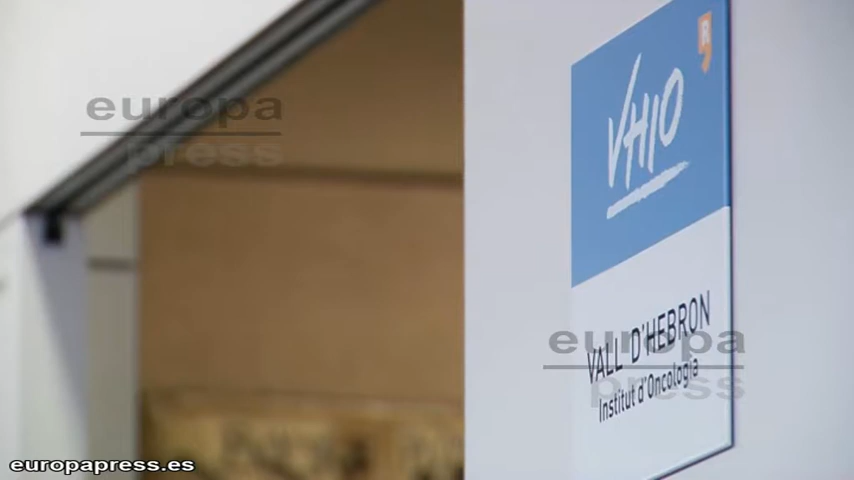 europa
press
R
VHIO
VALL D'HEBRON
Institut d'Oncologia
europa
press
europapress.es